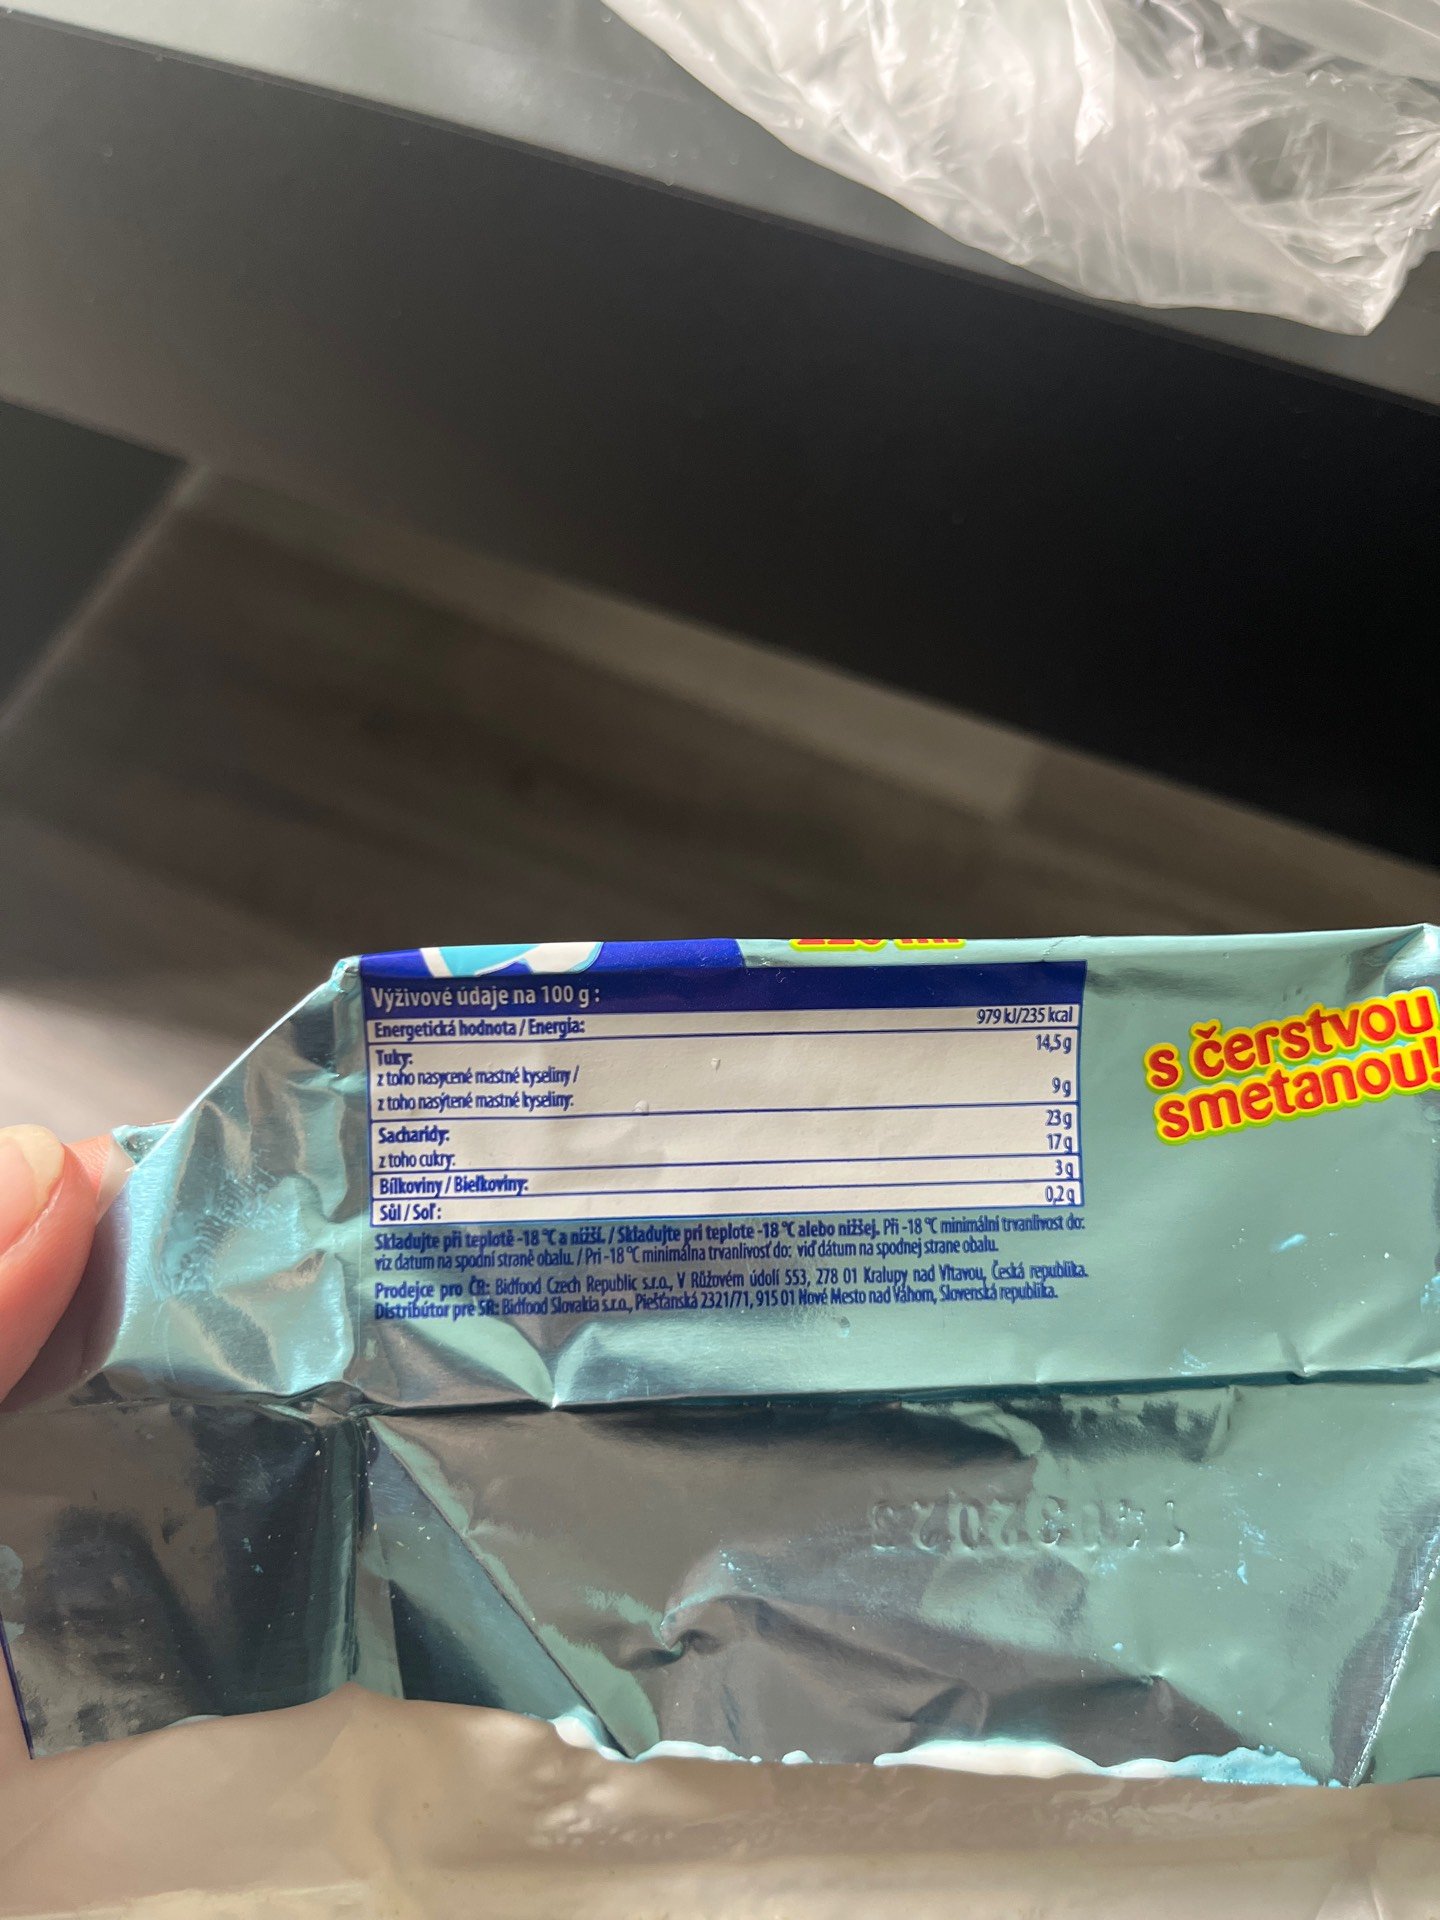 Výživové údaje na 100 g :
Energetická hodnota / Energia: 979 kJ/235 kcal
Tuky: 14,5 g
z toho nasycené mastné kyseliny /
z toho nasýtené mastné kyseliny: 9 g
Sacharidy: 23 g
z toho cukry: 17 g
Bílkoviny / Bielkoviny: 3 g
Sůl / Soľ: 0,2 g
Skladujte při teplotě -18 °C a nižší. / Skladujte pri teplote -18 °C alebo nižšej. Při -18 °C minimální trvanlivost do:
viz datum na spodní straně obalu. / Pri -18 °C minimálna trvanlivosť do: viď dátum na spodnej strane obalu.
Prodejce pro ČR: Bidfood Czech Republic s.r.o., V Růžovém údolí 553, 278 01 Kralupy nad Vltavou, Česká republika.
Distribútor pre SR: Bidfood Slovakia s.r.o., Piešťanská 2321/71, 915 01 Nové Mesto nad Váhom, Slovenská republika.
s čerstvou
smetanou!